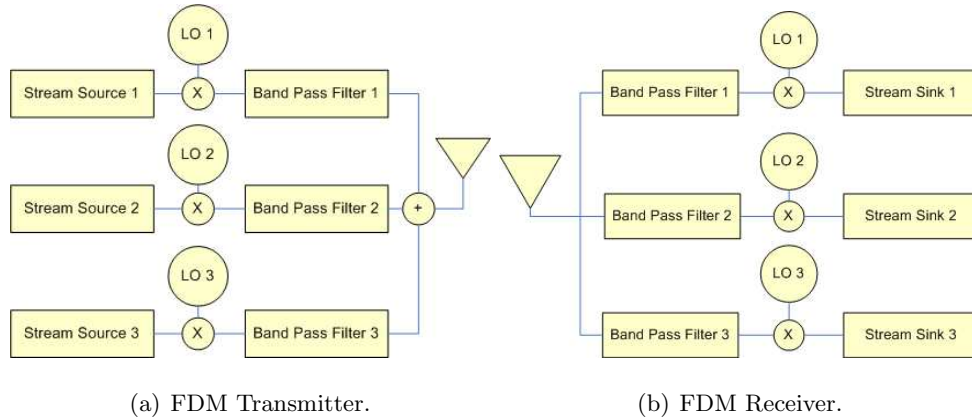 LO 1
Stream Source 1
X
Band Pass Filter 1
LO 2
Stream Source 2
X
Band Pass Filter 2
+
LO 3
Stream Source 3
X
Band Pass Filter 3
(a) FDM Transmitter.
LO 1
Band Pass Filter 1
X
Stream Sink 1
LO 2
Band Pass Filter 2
X
Stream Sink 2
LO 3
Band Pass Filter 3
X
Stream Sink 3
(b) FDM Receiver.